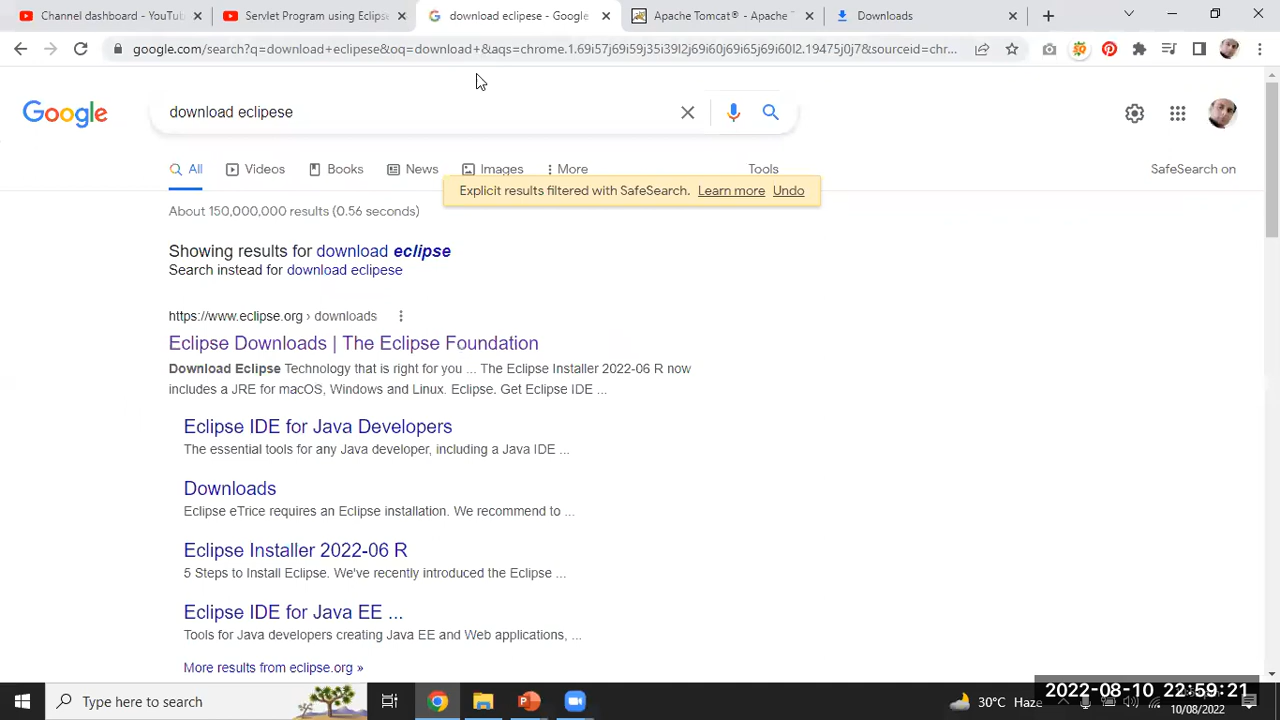 Channel dashboard - YouTu
Servlet Program using Eclips
download eclipese - Google
Apache Tomcat® - Apache T
Downloads
google.com/search?q=download+eclipese&oq=download+&aqs=chrome.1.69i57j69i59j35i39l2j69i60j69i65j69i60l2.19475j0j7&sourceid=chr...
Google
download eclipese
All
Videos
Books
News
Images
More
Tools
SafeSearch on
Explicit results filtered with SafeSearch. Learn more Undo
About 150,000,000 results (0.56 seconds)
Showing results for download eclipse
Search instead for download eclipese
https://www.eclipse.org › downloads
Eclipse Downloads | The Eclipse Foundation
Download Eclipse Technology that is right for you ... The Eclipse Installer 2022-06 R now
includes a JRE for macOS, Windows and Linux. Eclipse. Get Eclipse IDE ...
Eclipse IDE for Java Developers
The essential tools for any Java developer, including a Java IDE ...
Downloads
Eclipse eTrice requires an Eclipse installation. We recommend to ...
Eclipse Installer 2022-06 R
5 Steps to Install Eclipse. We've recently introduced the Eclipse ...
Eclipse IDE for Java EE ...
Tools for Java developers creating Java EE and Web applications, ...
More results from eclipse.org »
Type here to search
30°C Haze
2022-08-10 22:59:21
10/08/2022